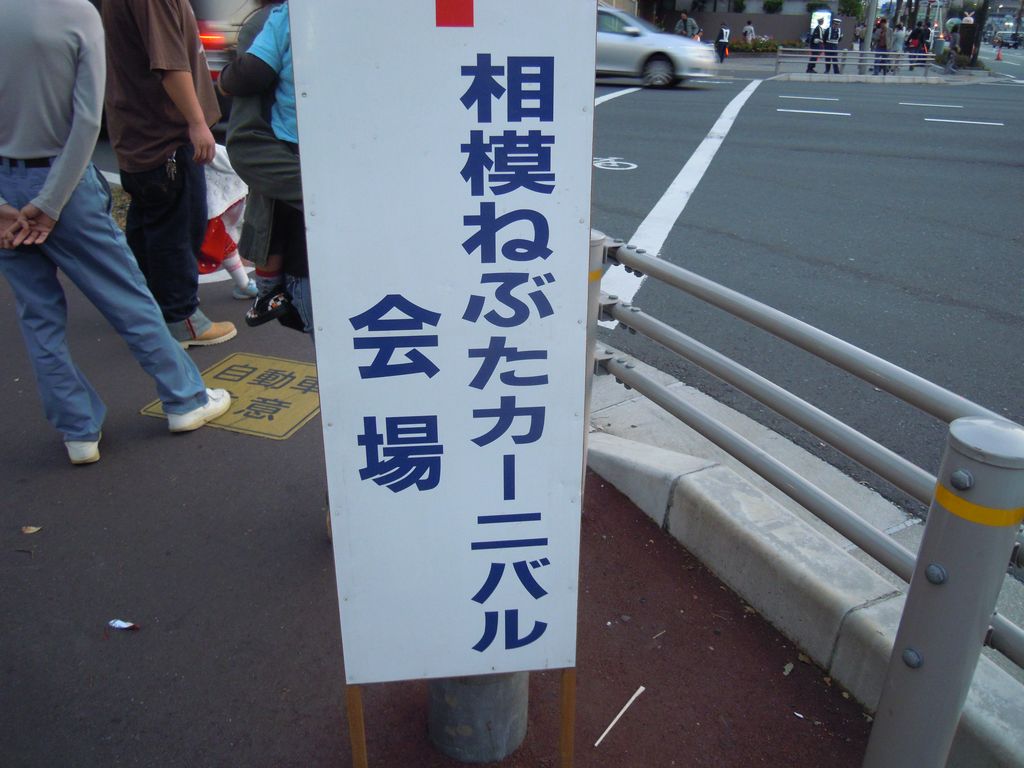 相模ねぶたカーニバル
会場
自動車
意